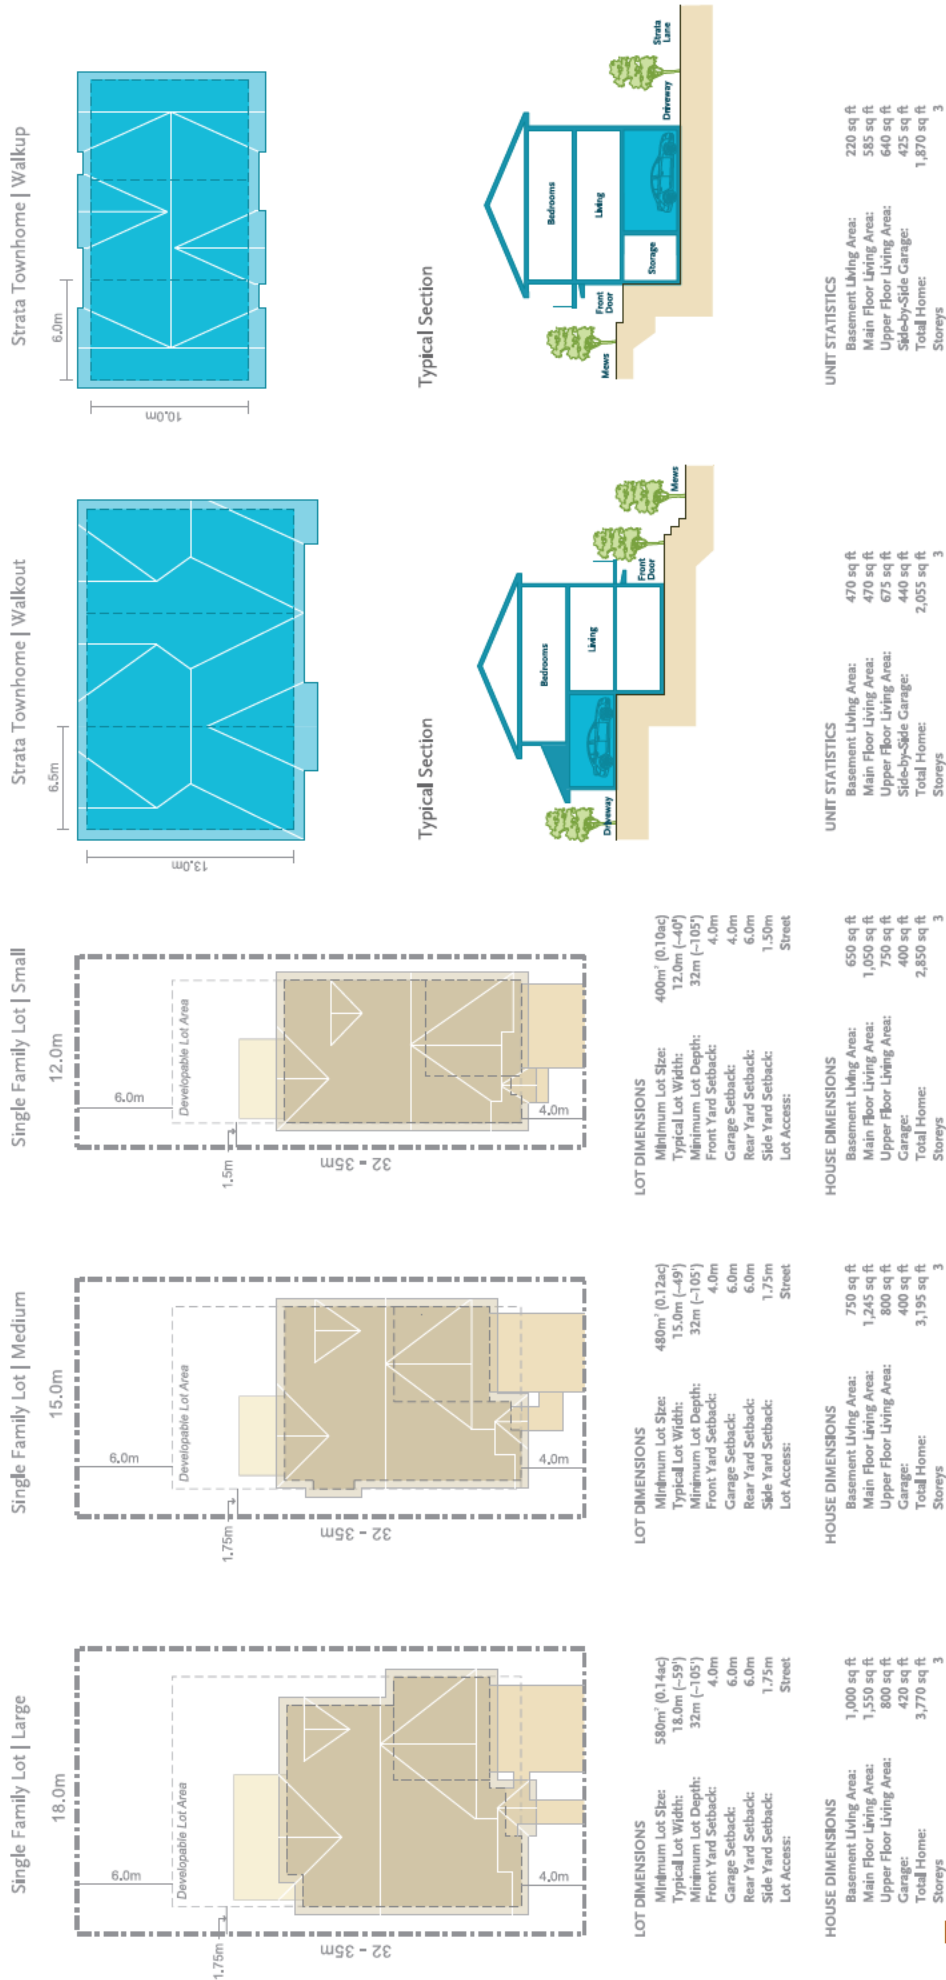 Single Family Lot | Large
18.0m
6.0m
Developable Lot Area
1.75m
32 - 35m
4.0m
LOT DIMENSIONS
Minimum Lot Size: 580m² (0.14ac)
Typical Lot Width: 18.0m (~59')
Minimum Lot Depth: 32m (~105')
Front Yard Setback: 4.0m
Garage Setback: 6.0m
Rear Yard Setback: 6.0m
Side Yard Setback: 1.75m
Lot Access: Street
HOUSE DIMENSIONS
Basement Living Area: 1,000 sq ft
Main Floor Living Area: 1,550 sq ft
Upper Floor Living Area: 800 sq ft
Garage: 420 sq ft
Total Home: 3,770 sq ft
Storeys 3
Single Family Lot | Medium
15.0m
6.0m
Developable Lot Area
1.75m
32 - 35m
4.0m
LOT DIMENSIONS
Minimum Lot Size: 480m² (0.12ac)
Typical Lot Width: 15.0m (~49')
Minimum Lot Depth: 32m (~105')
Front Yard Setback: 4.0m
Garage Setback: 6.0m
Rear Yard Setback: 6.0m
Side Yard Setback: 1.75m
Lot Access: Street
HOUSE DIMENSIONS
Basement Living Area: 750 sq ft
Main Floor Living Area: 1,245 sq ft
Upper Floor Living Area: 800 sq ft
Garage: 400 sq ft
Total Home: 3,195 sq ft
Storeys 3
Single Family Lot | Small
12.0m
6.0m
Developable Lot Area
1.5m
32 - 35m
4.0m
LOT DIMENSIONS
Minimum Lot Size: 400m² (0.10ac)
Typical Lot Width: 12.0m (~40')
Minimum Lot Depth: 32m (~105')
Front Yard Setback: 4.0m
Garage Setback: 4.0m
Rear Yard Setback: 6.0m
Side Yard Setback: 1.50m
Lot Access: Street
HOUSE DIMENSIONS
Basement Living Area: 650 sq ft
Main Floor Living Area: 1,050 sq ft
Upper Floor Living Area: 750 sq ft
Garage: 400 sq ft
Total Home: 2,850 sq ft
Storeys 3
Strata Townhome | Walkout
6.5m
13.0m
Typical Section
Bedrooms
Living
Driveway
Front
Door
Mews
UNIT STATISTICS
Basement Living Area: 470 sq ft
Main Floor Living Area: 470 sq ft
Upper Floor Living Area: 675 sq ft
Side-by-Side Garage: 440 sq ft
Total Home: 2,055 sq ft
Storeys 3
Strata Townhome | Walkup
6.0m
10.0m
Typical Section
Bedrooms
Living
Storage
Front
Door
Mews
Driveway
Strata
Lane
UNIT STATISTICS
Basement Living Area: 220 sq ft
Main Floor Living Area: 585 sq ft
Upper Floor Living Area: 640 sq ft
Side-by-Side Garage: 425 sq ft
Total Home: 1,870 sq ft
Storeys 3